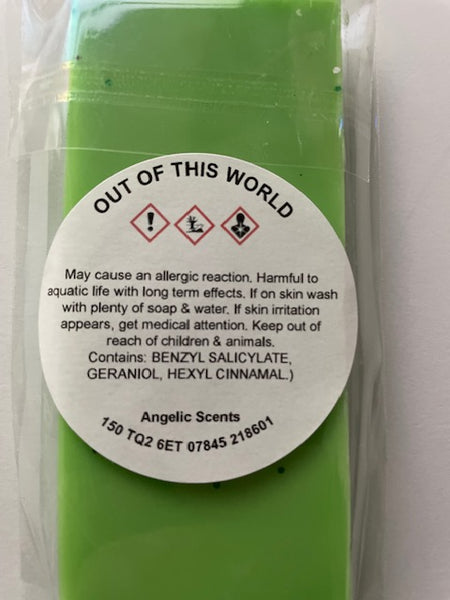 OUT OF THIS WORLD
May cause an allergic reaction. Harmful to
aquatic life with long term effects. If on skin wash
with plenty of soap & water. If skin irritation
appears, get medical attention. Keep out of
reach of children & animals.
Contains: BENZYL SALICYLATE,
GERANIOL, HEXYL CINNAMAL.)
Angelic Scents
150 TQ2 6ET 07845 218601